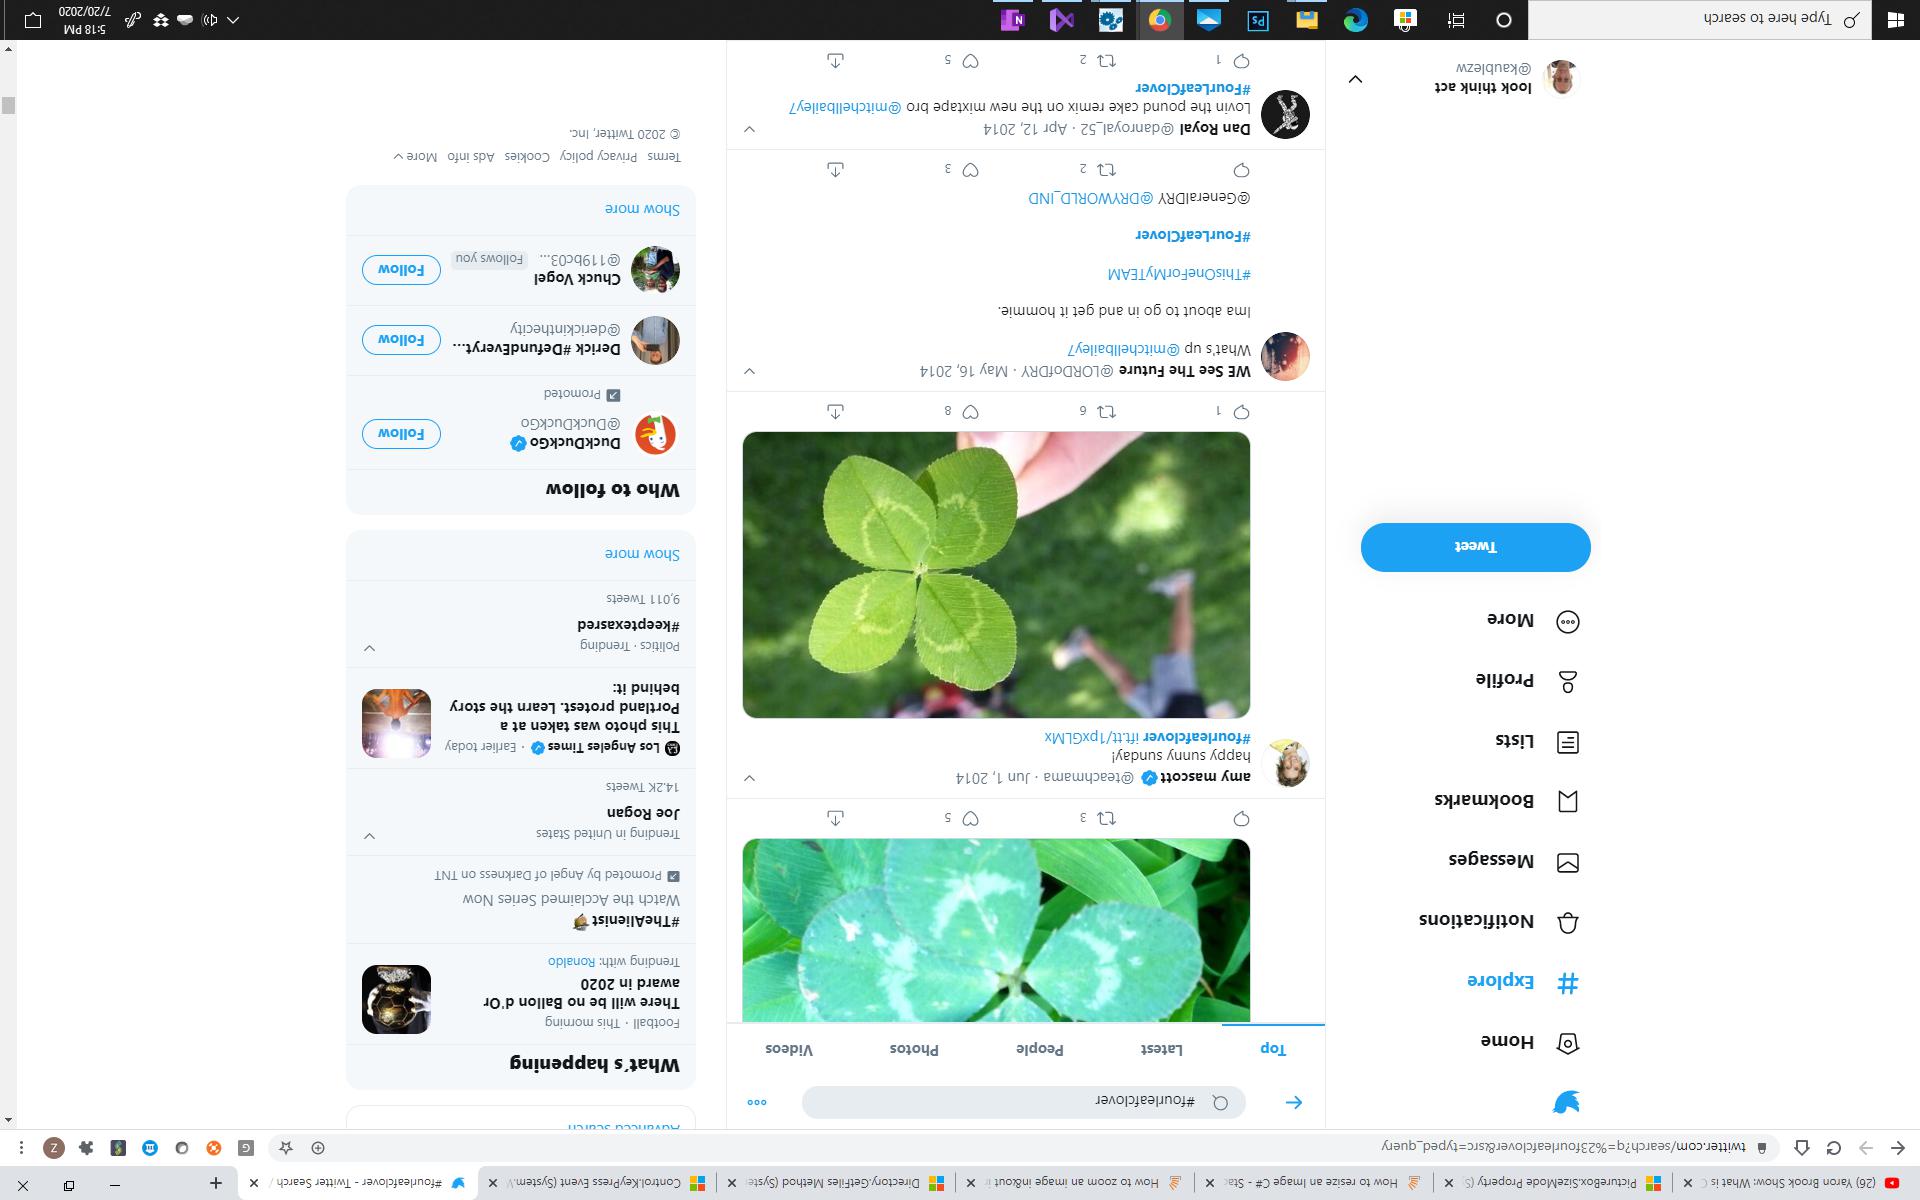 (26) Yaron Brook Show: What is C
PictureBox.SizeMode Property (S
How to resize an Image C# - Stac
How to zoom an image in&out ir
Directory.GetFiles Method (Syster
Control.KeyPress Event (System.W
#fourleafclover - Twitter Search /
twitter.com/search?q=%23fourleafclover&src=typed_query
Home
Explore
Notifications
Messages
Bookmarks
Lists
Profile
More
Tweet
look think act
@kaublezw
#fourleafclover
Top Latest People Photos Videos
3 5
amy mascott @teachmama · Jun 1, 2014
happy sunny sunday!
#fourleafclover ift.tt/1pxGLMx
1 6 8
WE See The Future @LORDofDRY · May 16, 2014
What's up @mitchellbailey7
Ima about to go in and get it hommie.
#ThisOneForMyTEAM
#FourLeafClover
@GeneralDRY @DRYWORLD_IND
2 3
Dan Royal @danroyal_52 · Apr 12, 2014
Lovin the pound cake remix on the new mixtape bro @mitchellbailey7
#FourLeafClover
1 2 5
Advanced search
What's happening
Football · This morning
There will be no Ballon d'Or
award in 2020
Trending with: Ronaldo
#TheAlienist
Watch the Acclaimed Series Now
Promoted by Angel of Darkness on TNT
Trending in United States
Joe Rogan
14.2K Tweets
Los Angeles Times · Earlier today
This photo was taken at a
Portland protest. Learn the story
behind it:
Politics · Trending
#keeptexasred
9,011 Tweets
Show more
Who to follow
DuckDuckGo
@DuckDuckGo
Follow
Promoted
Derick #DefundEveryt...
@derickinthecity
Follow
Chuck Vogel
@119bc03... Follows you
Follow
Show more
Terms Privacy policy Cookies Ads info More
© 2020 Twitter, Inc.
Type here to search
5:18 PM
7/20/2020